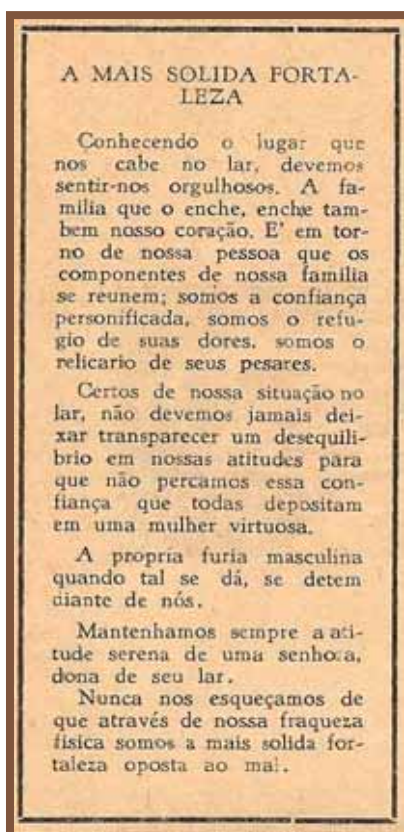 A MAIS SOLIDA FORTA-
LEZA
Conhecendo o lugar que
nos cabe no lar, devemos
sentir-nos orgulhosos. A fa-
milia que o enche, enche tam-
bem nosso coração. E' em tor-
no de nossa pessoa que os
componentes de nossa família
se reunem; somos a confiança
personificada, somos o refu-
gio de suas dores, somos o
relicario de seus pesares.
Certos de nossa situação no
lar, não devemos jamais dei-
xar transparecer um desequili-
brio em nossas atitudes para
que não percamos essa con-
fiança que todas depositam
em uma mulher virtuosa.
A propria furia masculina
quando tal se dá, se detem
diante de nós.
Mantenhamos sempre a ati-
tude serena de uma senhora,
dona de seu lar.
Nunca nos esqueçamos de
que através de nossa fraqueza
física somos a mais solida for-
taleza oposta ao mal.